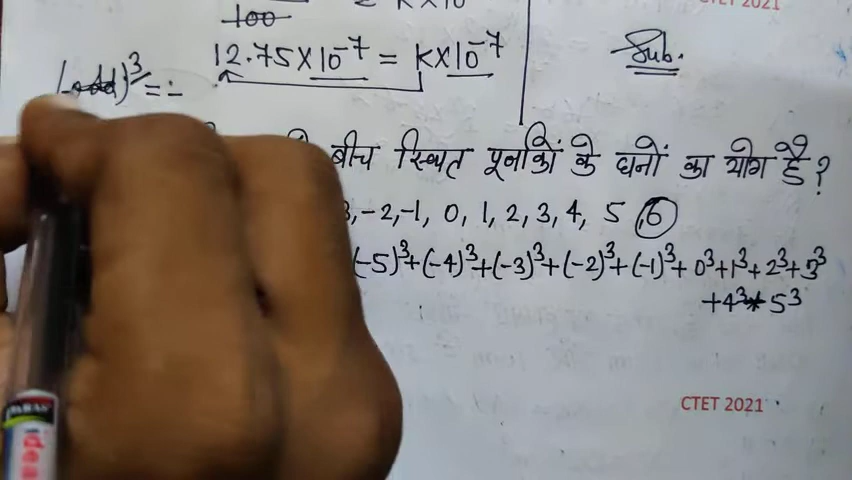 CTET 2021
100 = K×10
12.75×10⁻⁷ = K×10⁻⁷
Sub.
)³ =:-
बीच स्थित पूर्नाकों के घनों का योग है?
3, -2, -1, 0, 1, 2, 3, 4, 5, 6
(-5)³+(-4)³+(-3)³+(-2)³+(-1)³+0³+1³+2³+3³
+4³+5³
CTET 2021
idea